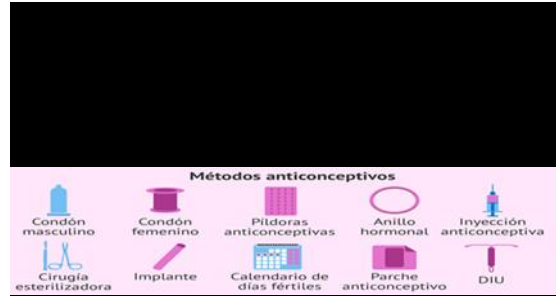 Métodos anticonceptivos
Condón masculino
Condón femenino
Píldoras anticonceptivas
Anillo hormonal
Inyección anticonceptiva
Cirugía esterilizadora
Implante
Calendario de días fértiles
Parche anticonceptivo
DIU